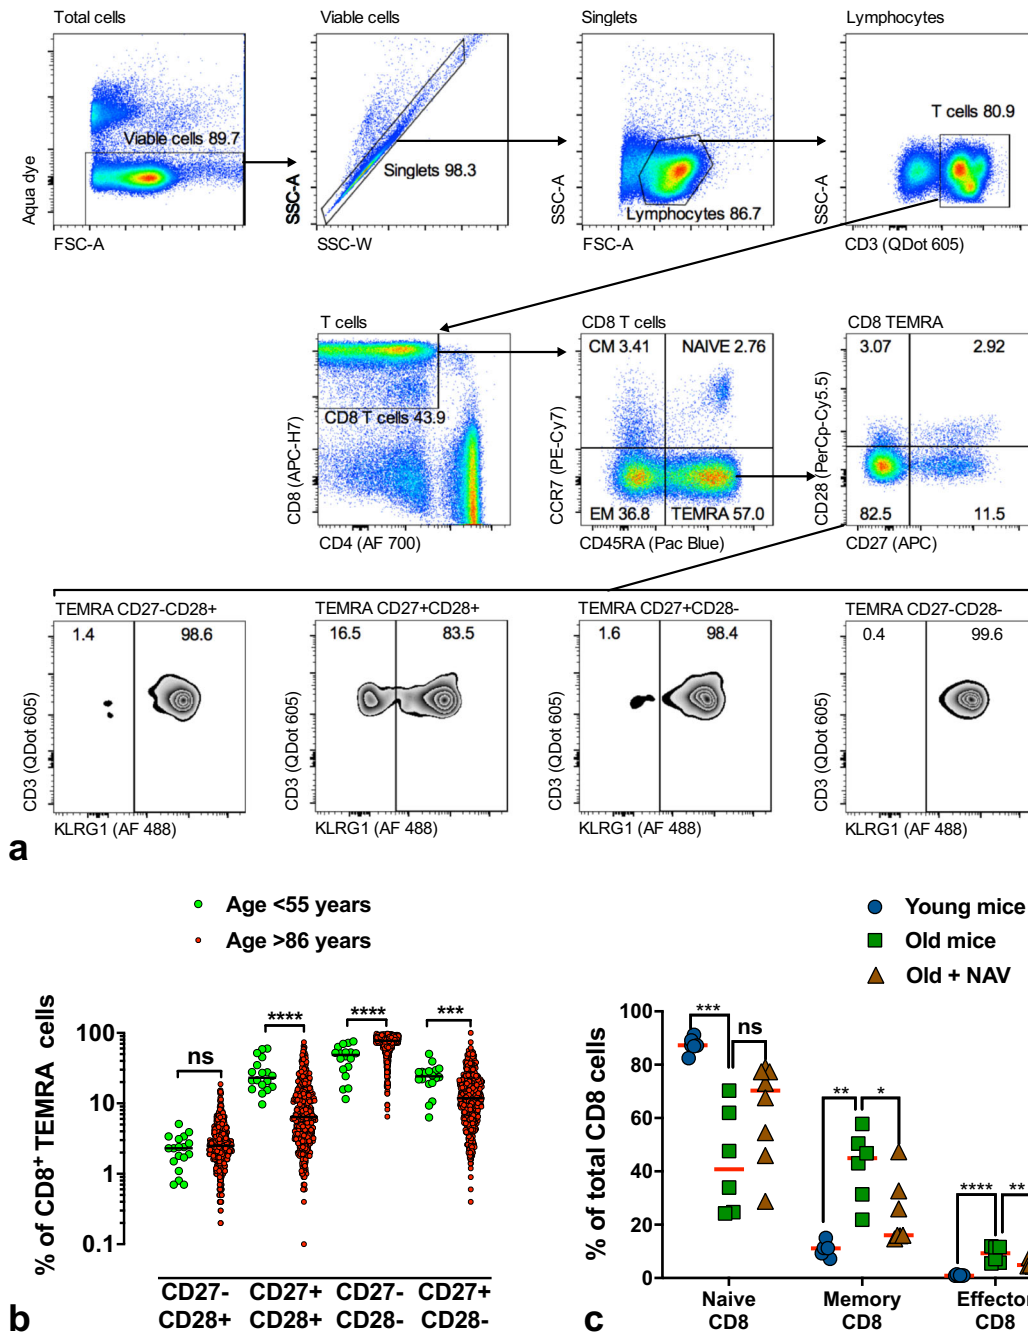 Total cells
Viable cells
Singlets
Lymphocytes
Aqua dye
Viable cells 89.7
FSC-A
SSC-A
Singlets 98.3
SSC-W
SSC-A
Lymphocytes 86.7
FSC-A
SSC-A
T cells 80.9
CD3 (QDot 605)
T cells
CD8 T cells
CD8 TEMRA
CD8 (APC-H7)
CD8 T cells 43.9
CD4 (AF 700)
CCR7 (PE-Cy7)
CM 3.41
NAIVE 2.76
EM 36.8
TEMRA 57.0
CD45RA (Pac Blue)
CD28 (PerCp-Cy5.5)
3.07
2.92
82.5
11.5
CD27 (APC)
TEMRA CD27-CD28+
1.4
98.6
CD3 (QDot 605)
KLRG1 (AF 488)
TEMRA CD27+CD28+
16.5
83.5
CD3 (QDot 605)
KLRG1 (AF 488)
TEMRA CD27+CD28-
1.6
98.4
CD3 (QDot 605)
KLRG1 (AF 488)
TEMRA CD27-CD28-
0.4
99.6
CD3 (QDot 605)
KLRG1 (AF 488)
a
Age <55 years
Age >86 years
% of CD8+ TEMRA cells
100
10
1
0.1
ns
****
****
***
CD27-
CD28+
CD27+
CD28+
CD27-
CD28-
CD27+
CD28-
b
Young mice
Old mice
Old + NAV
% of total CD8 cells
100
80
60
40
20
0
***
ns
**
*
****
**
Naive
CD8
Memory
CD8
Effector
CD8
c